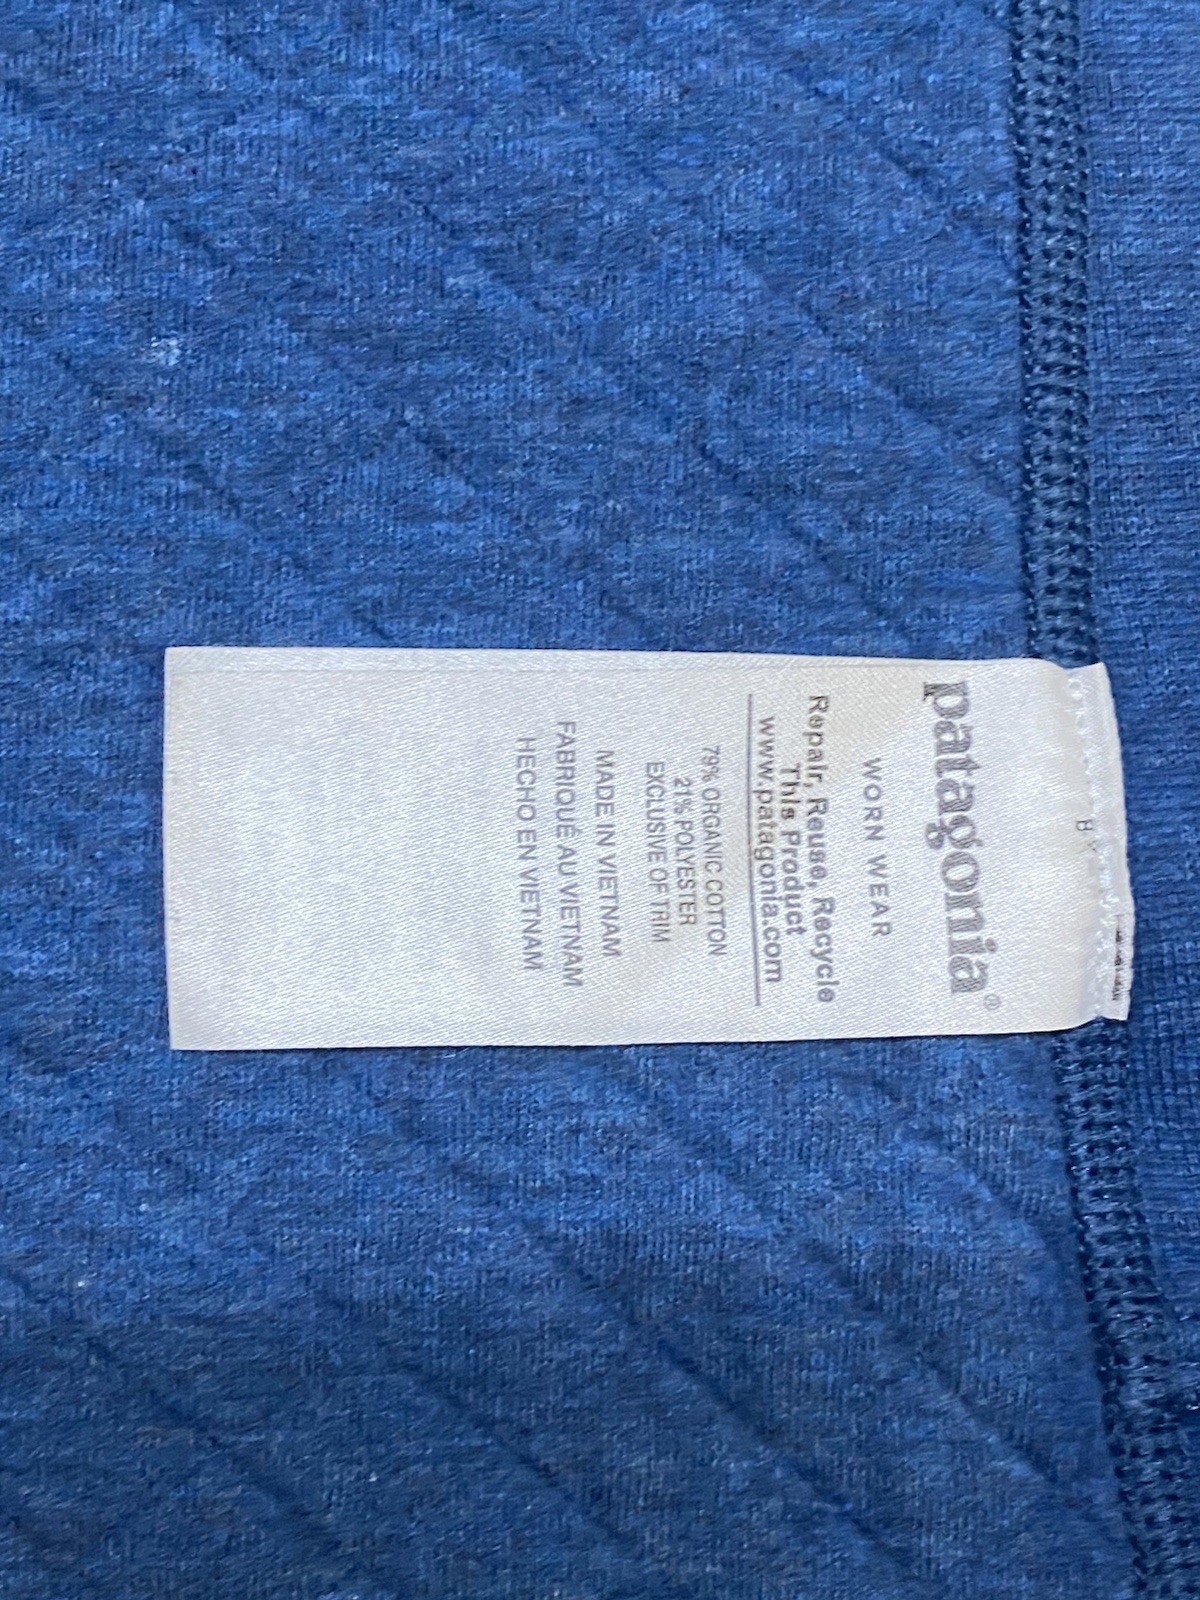 patagonia®
WORN WEAR
Repair, Reuse, Recycle
This Product
www.patagonia.com
79% ORGANIC COTTON
21% POLYESTER
EXCLUSIVE OF TRIM
MADE IN VIETNAM
FABRIQUÉ AU VIETNAM
HECHO EN VIETNAM